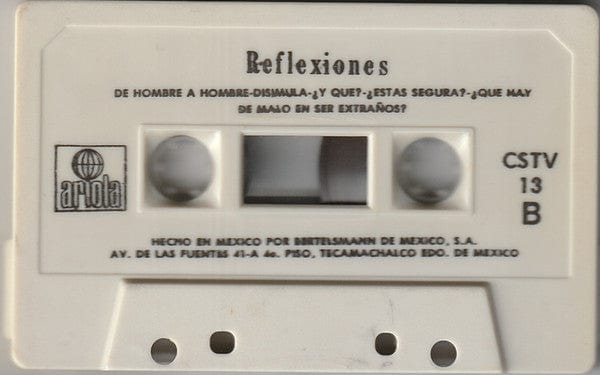 Reflexiones
DE HOMBRE A HOMBRE-DISIMULA-¿Y QUE?-¿ESTAS SEGURA?-¿QUE HAY
DE MALO EN SER EXTRAÑOS?
ariola
CSTV
13
B
HECHO EN MEXICO POR BERTELSMANN DE MEXICO, S.A.
AV. DE LAS FUENTES 41-A 4o. PISO, TECAMACHALCO EDO. DE MEXICO